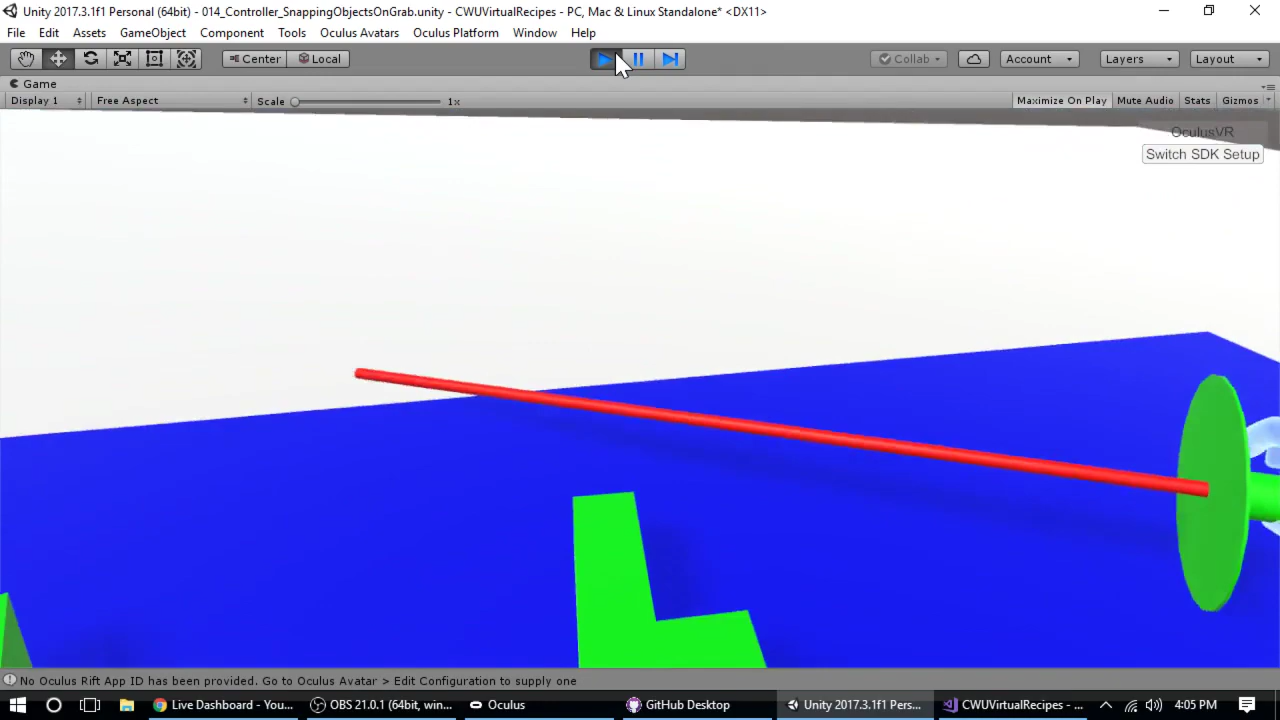 Unity 2017.3.1f1 Personal (64bit) - 014_Controller_SnappingObjectsOnGrab.unity - CWUVirtualRecipes - PC, Mac & Linux Standalone* <DX11>
File Edit Assets GameObject Component Tools Oculus Avatars Oculus Platform Window Help
Center Local Collab Account Layers Layout
Game
Display 1 Free Aspect Scale 1x Maximize On Play Mute Audio Stats Gizmos
OculusVR
Switch SDK Setup
No Oculus Rift App ID has been provided. Go to Oculus Avatar > Edit Configuration to supply one
Live Dashboard - You... OBS 21.0.1 (64bit, win... Oculus GitHub Desktop Unity 2017.3.1f1 Pers... CWUVirtualRecipes - ... 4:05 PM